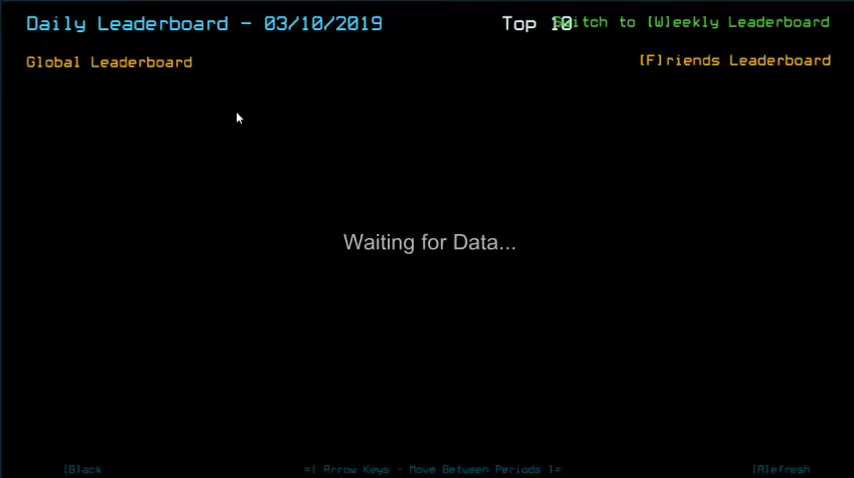 Daily Leaderboard - 03/10/2019
Top 10
Switch to [W]eekly Leaderboard
Global Leaderboard
[F]riends Leaderboard
Waiting for Data...
[B]ack
=[ Arrow Keys - Move Between Periods ]=
[R]efresh